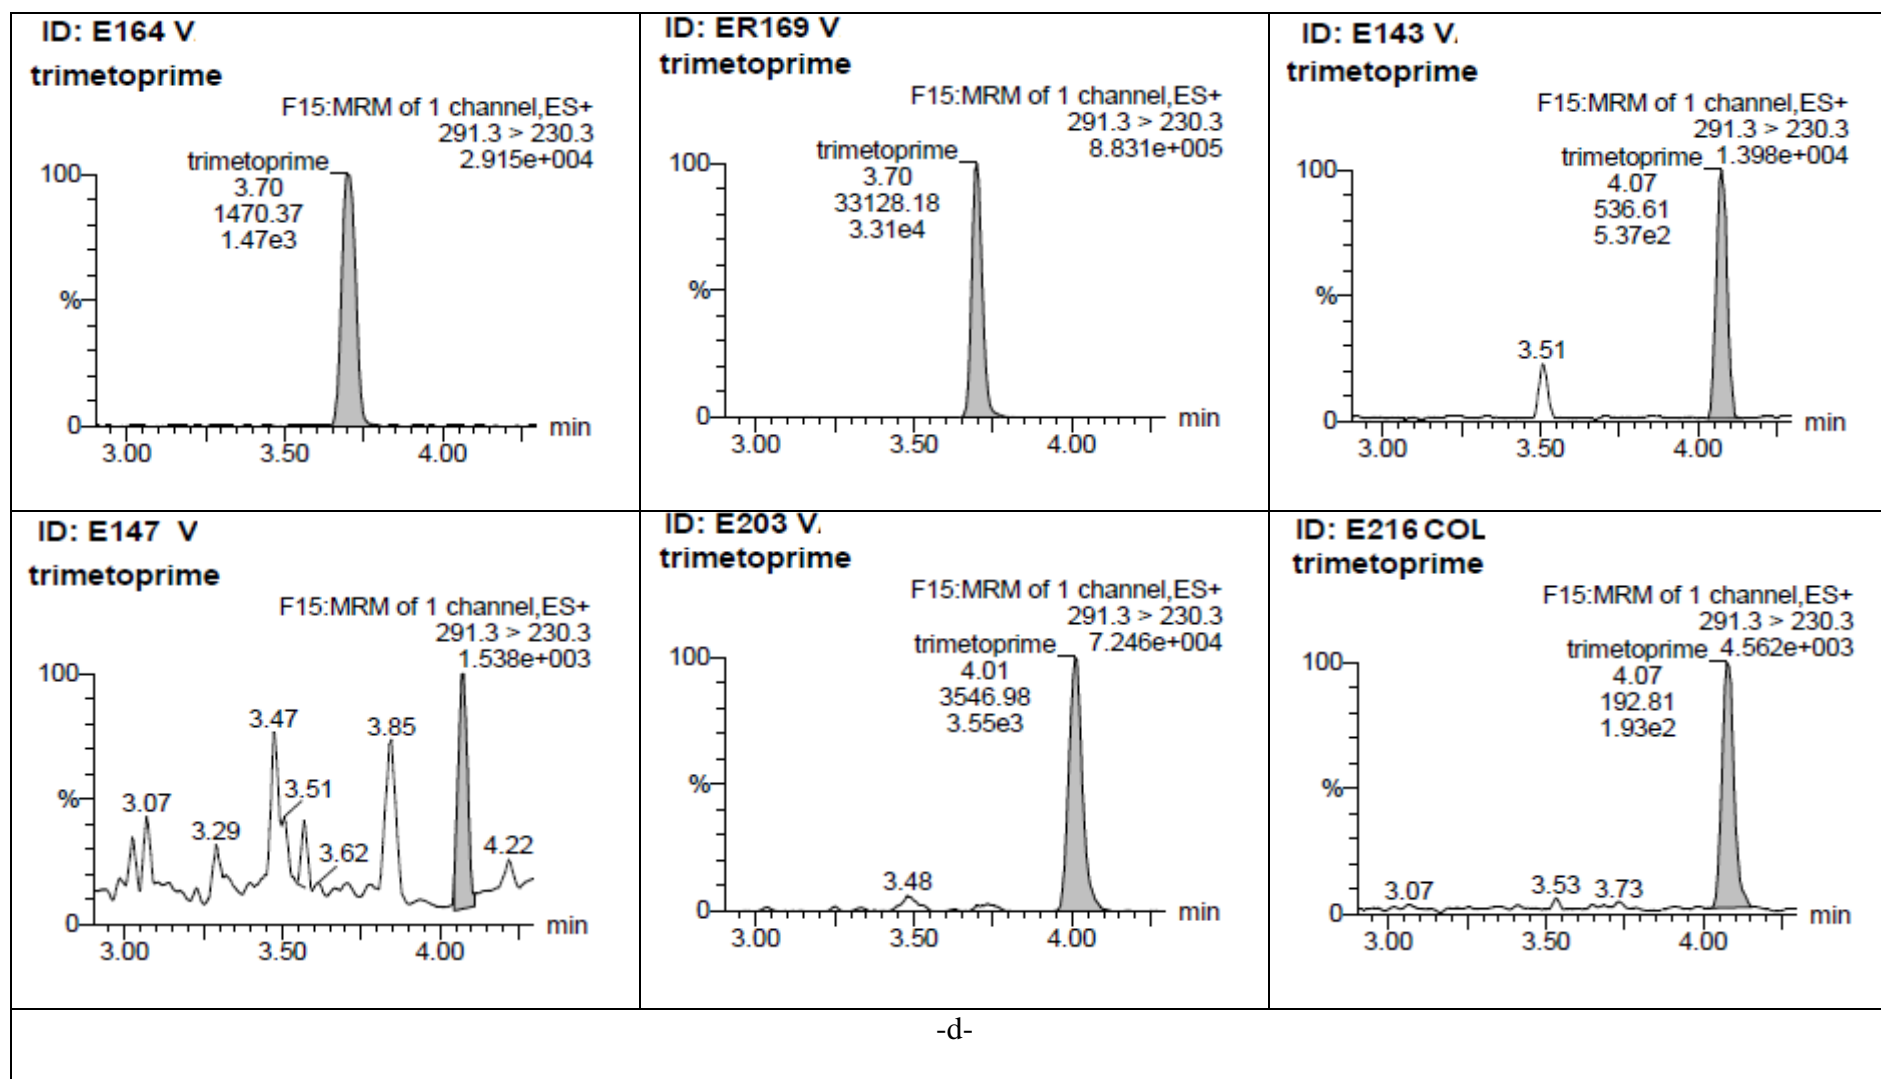 ID: E164 V.
trimetoprime
F15:MRM of 1 channel,ES+
291.3 > 230.3
2.915e+004
trimetoprime
3.70
1470.37
1.47e3
100
%
0
3.00 3.50 4.00
min
ID: ER169 V
trimetoprime
F15:MRM of 1 channel,ES+
291.3 > 230.3
8.831e+005
trimetoprime
3.70
33128.18
3.31e4
100
%
0
3.00 3.50 4.00
min
ID: E143 V.
trimetoprime
F15:MRM of 1 channel,ES+
291.3 > 230.3
trimetoprime 1.398e+004
4.07
536.61
5.37e2
100
%
3.51
0
3.00 3.50 4.00
min
ID: E147 V
trimetoprime
F15:MRM of 1 channel,ES+
291.3 > 230.3
1.538e+003
100
3.47 3.85
3.51
%
3.07
3.29
3.62
4.22
0
3.00 3.50 4.00
min
ID: E203 V.
trimetoprime
F15:MRM of 1 channel,ES+
291.3 > 230.3
trimetoprime 7.246e+004
4.01
3546.98
3.55e3
100
%
3.48
0
3.00 3.50 4.00
min
ID: E216 COL
trimetoprime
F15:MRM of 1 channel,ES+
291.3 > 230.3
trimetoprime 4.562e+003
4.07
192.81
1.93e2
100
%
3.07 3.53 3.73
0
3.00 3.50 4.00
min
-d-